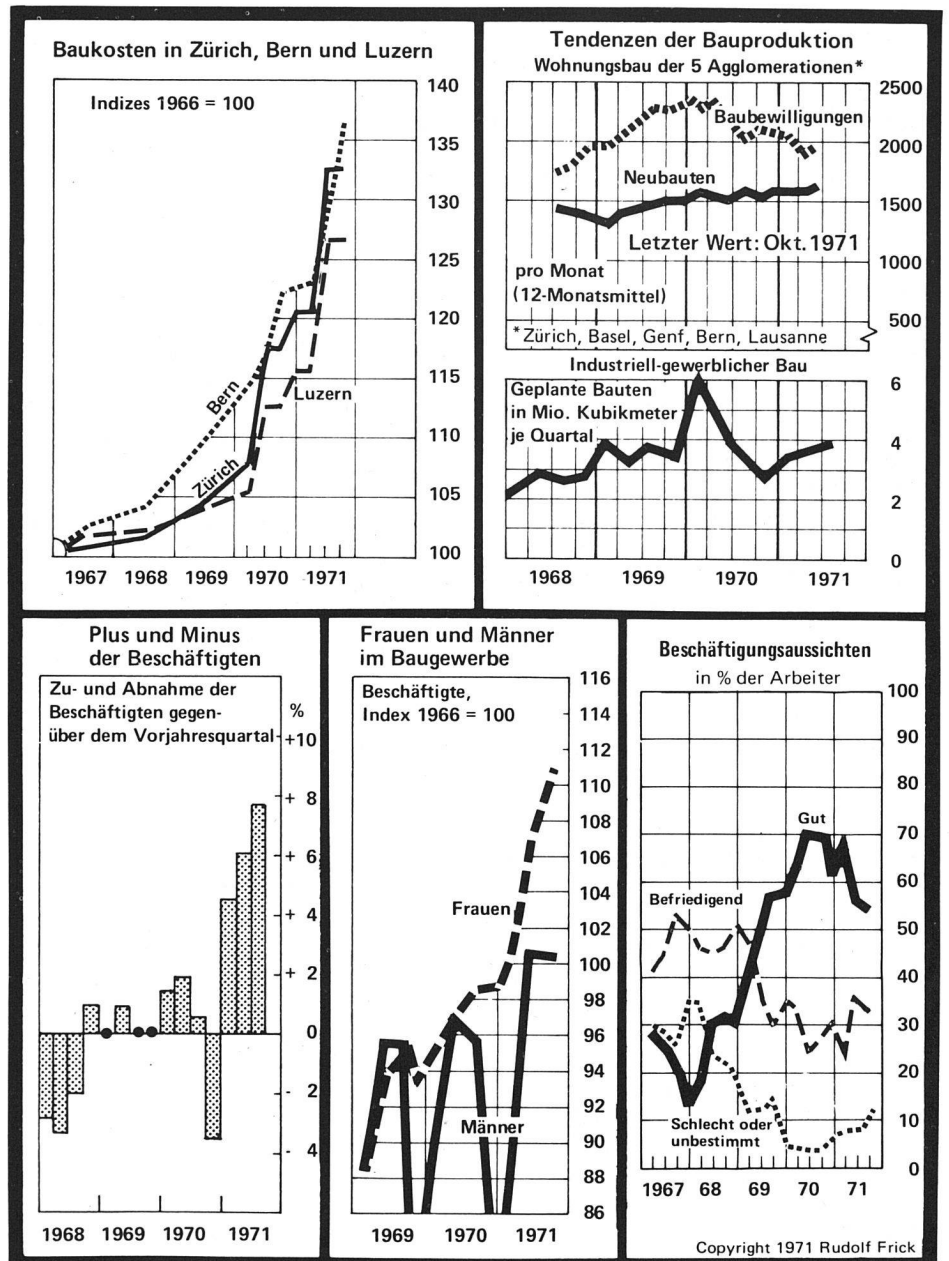 Baukosten in Zürich, Bern und Luzern
Indizes 1966 = 100
140
135
130
125
120
115
110
105
100
Bern
Luzern
Zürich
1967 1968 1969 1970 1971
Tendenzen der Bauproduktion
Wohnungsbau der 5 Agglomerationen*
2500
Baubewilligungen
2000
Neubauten
1500
Letzter Wert: Okt. 1971
pro Monat
1000
(12-Monatsmittel)
500
*Zürich, Basel, Genf, Bern, Lausanne
Industriell-gewerblicher Bau
Geplante Bauten
in Mio. Kubikmeter
je Quartal
6
4
2
0
1968 1969 1970 1971
Plus und Minus
der Beschäftigten
Zu- und Abnahme der
Beschäftigten gegen-
über dem Vorjahresquartal
%
+10
+ 8
+ 6
+ 4
+ 2
0
- 2
- 4
1968 1969 1970 1971
Frauen und Männer
im Baugewerbe
Beschäftigte,
Index 1966 = 100
116
114
112
110
108
106
104
102
100
98
96
94
92
90
88
86
Frauen
Männer
1969 1970 1971
Beschäftigungsaussichten
in % der Arbeiter
100
90
80
70
60
50
40
30
20
10
0
Gut
Befriedigend
Schlecht oder
unbestimmt
1967 68 69 70 71
Copyright 1971 Rudolf Frick